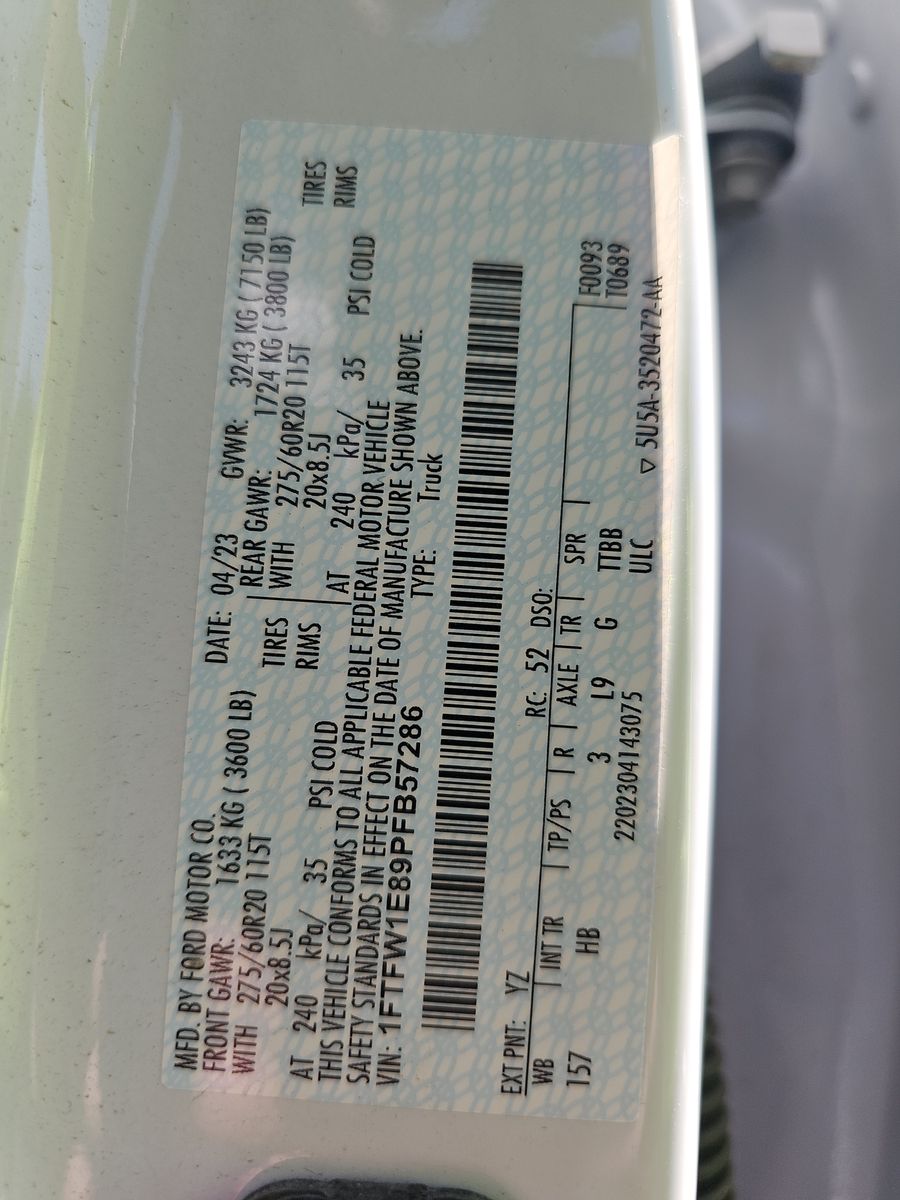 MFD. BY FORD MOTOR CO. DATE: 04/23 GVWR: 3243 KG ( 7150 LB)
FRONT GAWR: 1633 KG ( 3600 LB) REAR GAWR: 1724 KG ( 3800 LB)
WITH 275/60R20 115T TIRES WITH 275/60R20 115T TIRES
20x8.5J RIMS 20x8.5J RIMS
AT 240 kPa/ 35 PSI COLD AT 240 kPa/ 35 PSI COLD
THIS VEHICLE CONFORMS TO ALL APPLICABLE FEDERAL MOTOR VEHICLE
SAFETY STANDARDS IN EFFECT ON THE DATE OF MANUFACTURE SHOWN ABOVE.
VIN: 1FTFW1E89PFB57286 TYPE: Truck
EXT PNT: YZ RC: 52 DSO: F0093
WB INT TR TP/PS R AXLE TR SPR T0689
157 HB 3 L9 G TTBB
2202304143075 ULC
▽ 5U5A-3520472-AA